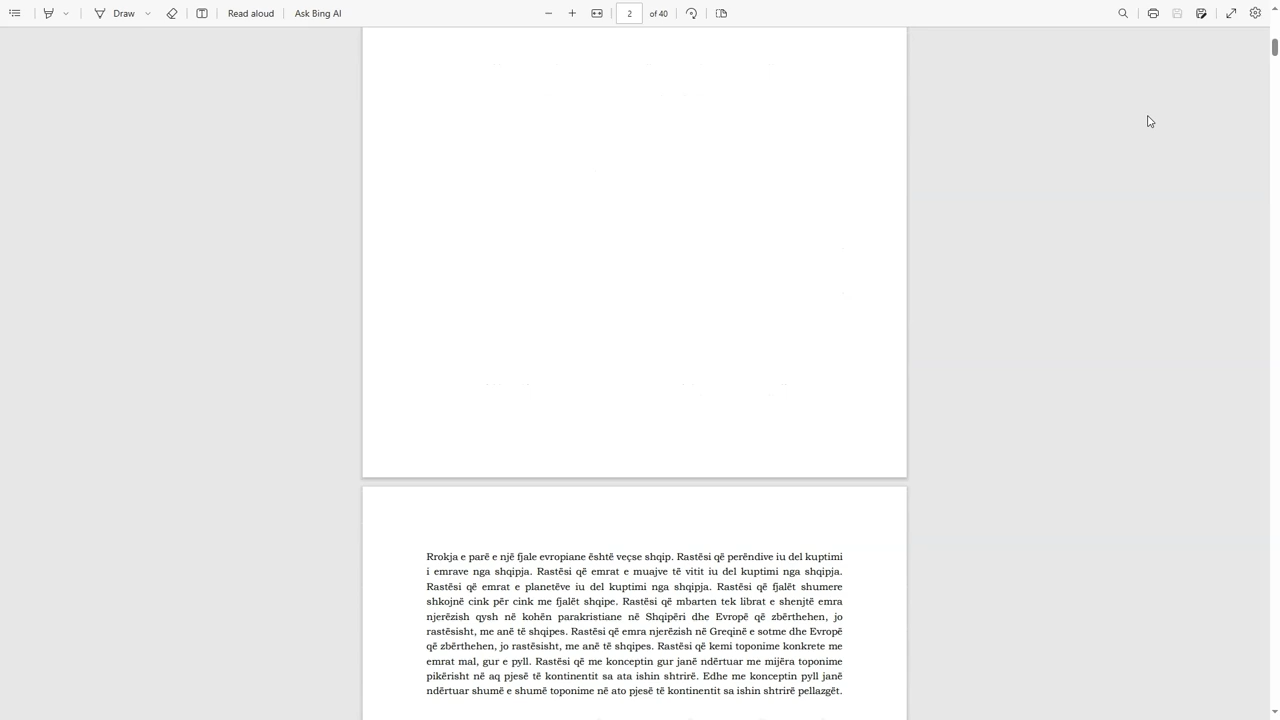 Draw
Read aloud
Ask Bing AI
2
of 40
Rrokja e parë e një fjale evropiane është veçse shqip. Rastësi që perëndive iu del kuptimi
i emrave nga shqipja. Rastësi që emrat e muajve të vitit iu del kuptimi nga shqipja.
Rastësi që emrat e planetëve iu del kuptimi nga shqipja. Rastësi që fjalët shumere
shkojnë cink për cink me fjalët shqipe. Rastësi që mbarten tek librat e shenjtë emra
njerëzish qysh në kohën parakristiane në Shqipëri dhe Evropë që zbërthehen, jo
rastësisht, me anë të shqipes. Rastësi që emra njerëzish në Greqinë e sotme dhe Evropë
që zbërthehen, jo rastësisht, me anë të shqipes. Rastësi që kemi toponime konkrete me
emrat mal, gur e pyll. Rastësi që me konceptin gur janë ndërtuar me mijëra toponime
pikërisht në aq pjesë të kontinentit sa ata ishin shtrirë. Edhe me konceptin pyll janë
ndërtuar shumë e shumë toponime në ato pjesë të kontinentit sa ishin shtrirë pellazgët.